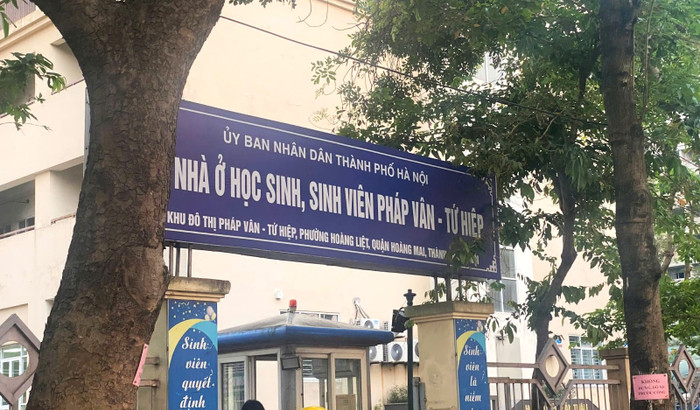 ỦY BAN NHÂN DÂN THÀNH PHỐ HÀ NỘI
NHÀ Ở HỌC SINH, SINH VIÊN PHÁP VÂN - TỨ HIỆP
KHU ĐÔ THỊ PHÁP VÂN - TỨ HIỆP, PHƯỜNG HOÀNG LIỆT, QUẬN HOÀNG MAI, THÀNH
Sinh
viên
quyết
định
Sinh
viên
là
niềm
KHÔNG